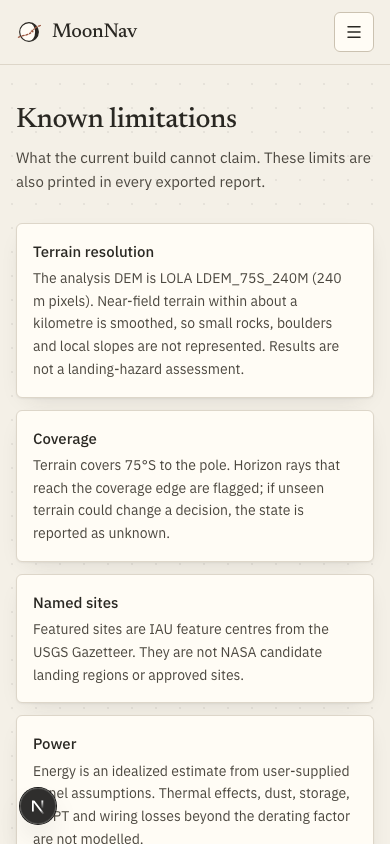 MoonNav
Known limitations
What the current build cannot claim. These limits are
also printed in every exported report.
Terrain resolution
The analysis DEM is LOLA LDEM_75S_240M (240
m pixels). Near-field terrain within about a
kilometre is smoothed, so small rocks, boulders
and local slopes are not represented. Results are
not a landing-hazard assessment.
Coverage
Terrain covers 75°S to the pole. Horizon rays that
reach the coverage edge are flagged; if unseen
terrain could change a decision, the state is
reported as unknown.
Named sites
Featured sites are IAU feature centres from the
USGS Gazetteer. They are not NASA candidate
landing regions or approved sites.
Power
Energy is an idealized estimate from user-supplied
assumptions. Thermal effects, dust, storage,
and wiring losses beyond the derating factor
are not modelled.
N